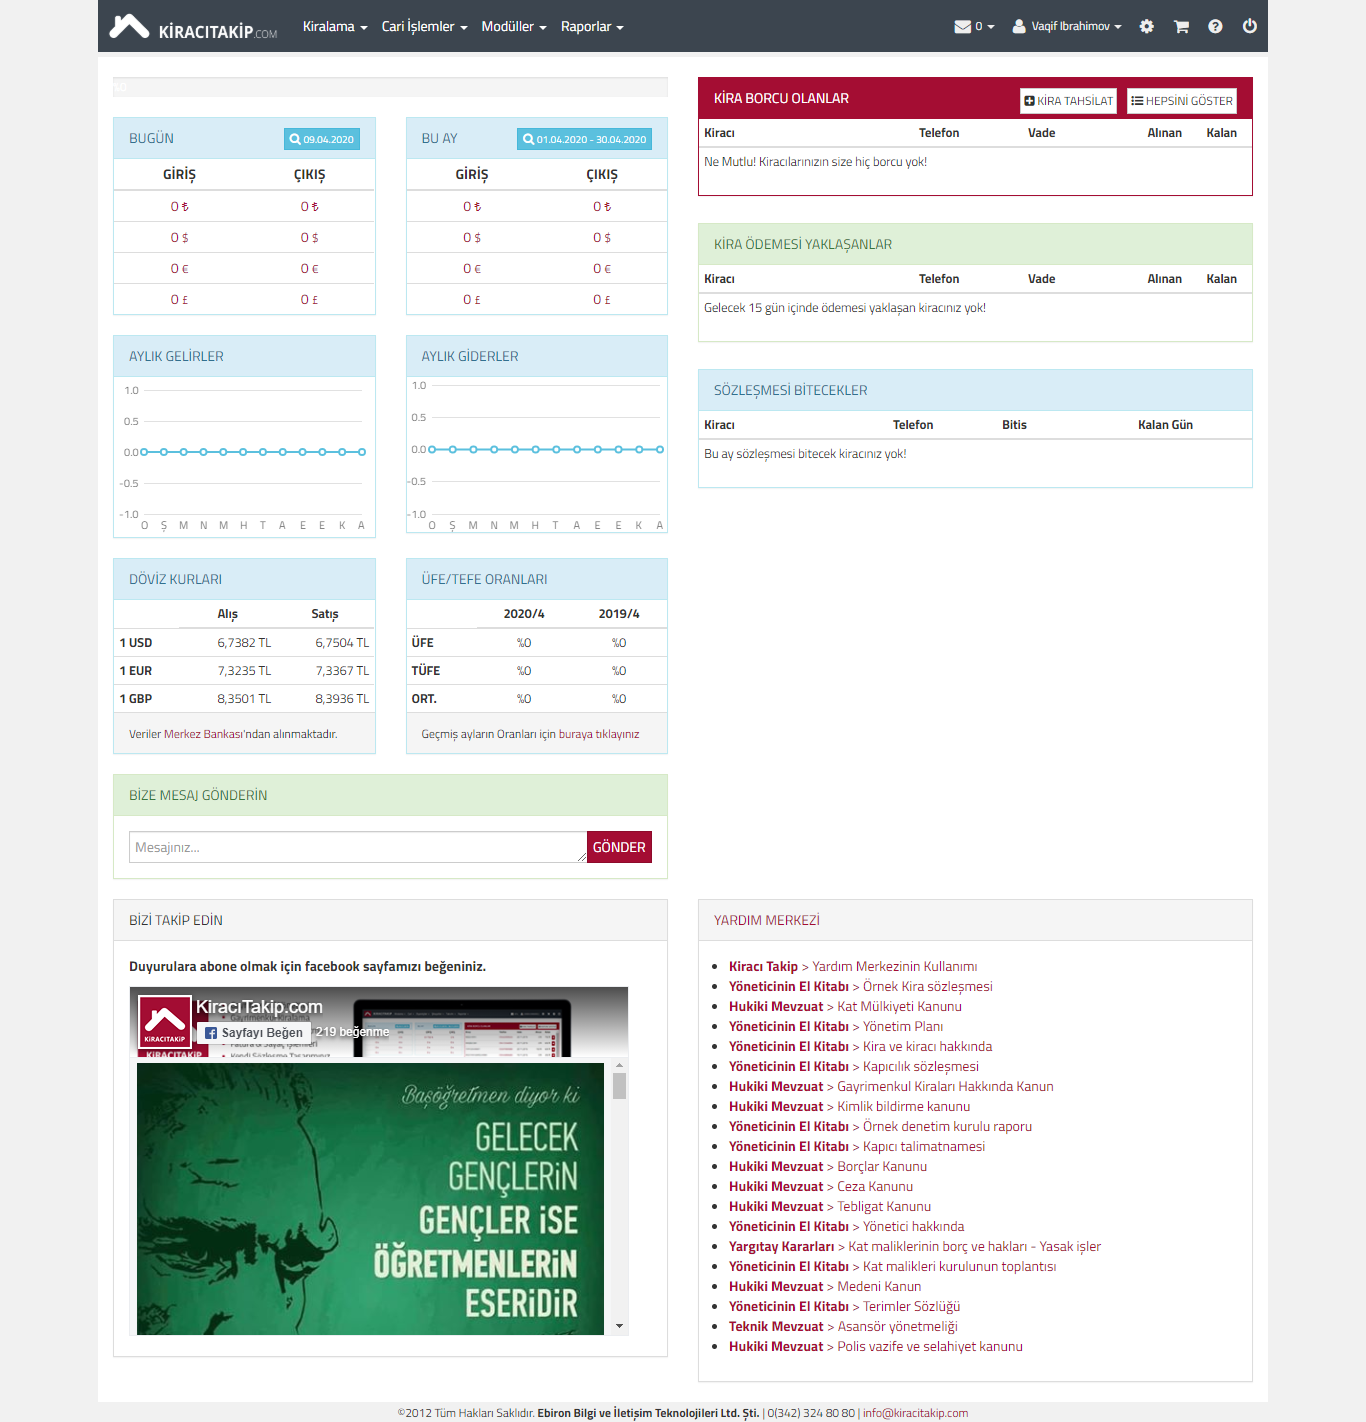 KİRACITAKİP.COM Kiralama Cari İşlemler Modüller Raporlar 0 Vaqif Ibrahimov
BUGÜN 09.04.2020
GİRİŞ ÇIKIŞ
0 ₺ 0 ₺
0 $ 0 $
0 € 0 €
0 £ 0 £
BU AY 01.04.2020 - 30.04.2020
GİRİŞ ÇIKIŞ
0 ₺ 0 ₺
0 $ 0 $
0 € 0 €
0 £ 0 £
AYLIK GELİRLER
1.0
0.5
0.0
-0.5
-1.0
O Ş M N M H T A E E K A
AYLIK GİDERLER
1.0
0.5
0.0
-0.5
-1.0
O Ş M N M H T A E E K A
DÖVİZ KURLARI
Alış Satış
1 USD 6,7382 TL 6,7504 TL
1 EUR 7,3235 TL 7,3367 TL
1 GBP 8,3501 TL 8,3936 TL
Veriler Merkez Bankası'ndan alınmaktadır.
ÜFE/TEFE ORANLARI
2020/4 2019/4
ÜFE %0 %0
TÜFE %0 %0
ORT. %0 %0
Geçmiş ayların Oranları için buraya tıklayınız
BİZE MESAJ GÖNDERİN
Mesajınız... GÖNDER
KİRA BORCU OLANLAR KİRA TAHSİLAT HEPSİNİ GÖSTER
Kiracı Telefon Vade Alınan Kalan
Ne Mutlu! Kiracılarınızın size hiç borcu yok!
KİRA ÖDEMESİ YAKLAŞANLAR
Kiracı Telefon Vade Alınan Kalan
Gelecek 15 gün içinde ödemesi yaklaşan kiracınız yok!
SÖZLEŞMESİ BİTECEKLER
Kiracı Telefon Bitis Kalan Gün
Bu ay sözleşmesi bitecek kiracınız yok!
BİZİ TAKİP EDİN
Duyurulara abone olmak için facebook sayfamızı beğeniniz.
KiracıTakip.com
Sayfayı Beğen 219 beğenme
KİRACITAKİP
Başöğretmen diyor ki
GELECEK
GENÇLERİN
GENÇLER İSE
ÖĞRETMENLERİN
ESERİDİR
YARDIM MERKEZİ
Kiracı Takip > Yardım Merkezinin Kullanımı
Yöneticinin El Kitabı > Örnek Kira sözleşmesi
Hukiki Mevzuat > Kat Mülkiyeti Kanunu
Yöneticinin El Kitabı > Yönetim Planı
Yöneticinin El Kitabı > Kira ve kiracı hakkında
Yöneticinin El Kitabı > Kapıcılık sözleşmesi
Hukiki Mevzuat > Gayrimenkul Kiraları Hakkında Kanun
Hukiki Mevzuat > Kimlik bildirme kanunu
Yöneticinin El Kitabı > Örnek denetim kurulu raporu
Yöneticinin El Kitabı > Kapıcı talimatnamesi
Hukiki Mevzuat > Borçlar Kanunu
Hukiki Mevzuat > Ceza Kanunu
Hukiki Mevzuat > Tebligat Kanunu
Yöneticinin El Kitabı > Yönetici hakkında
Yargıtay Kararları > Kat maliklerinin borç ve hakları - Yasak işler
Yöneticinin El Kitabı > Kat malikleri kurulunun toplantısı
Hukiki Mevzuat > Medeni Kanun
Yöneticinin El Kitabı > Terimler Sözlüğü
Teknik Mevzuat > Asansör yönetmeliği
Hukiki Mevzuat > Polis vazife ve selahiyet kanunu
©2012 Tüm Hakları Saklıdır. Ebiron Bilgi ve İletişim Teknolojileri Ltd. Şti. | 0(342) 324 80 80 | info@kiracitakip.com